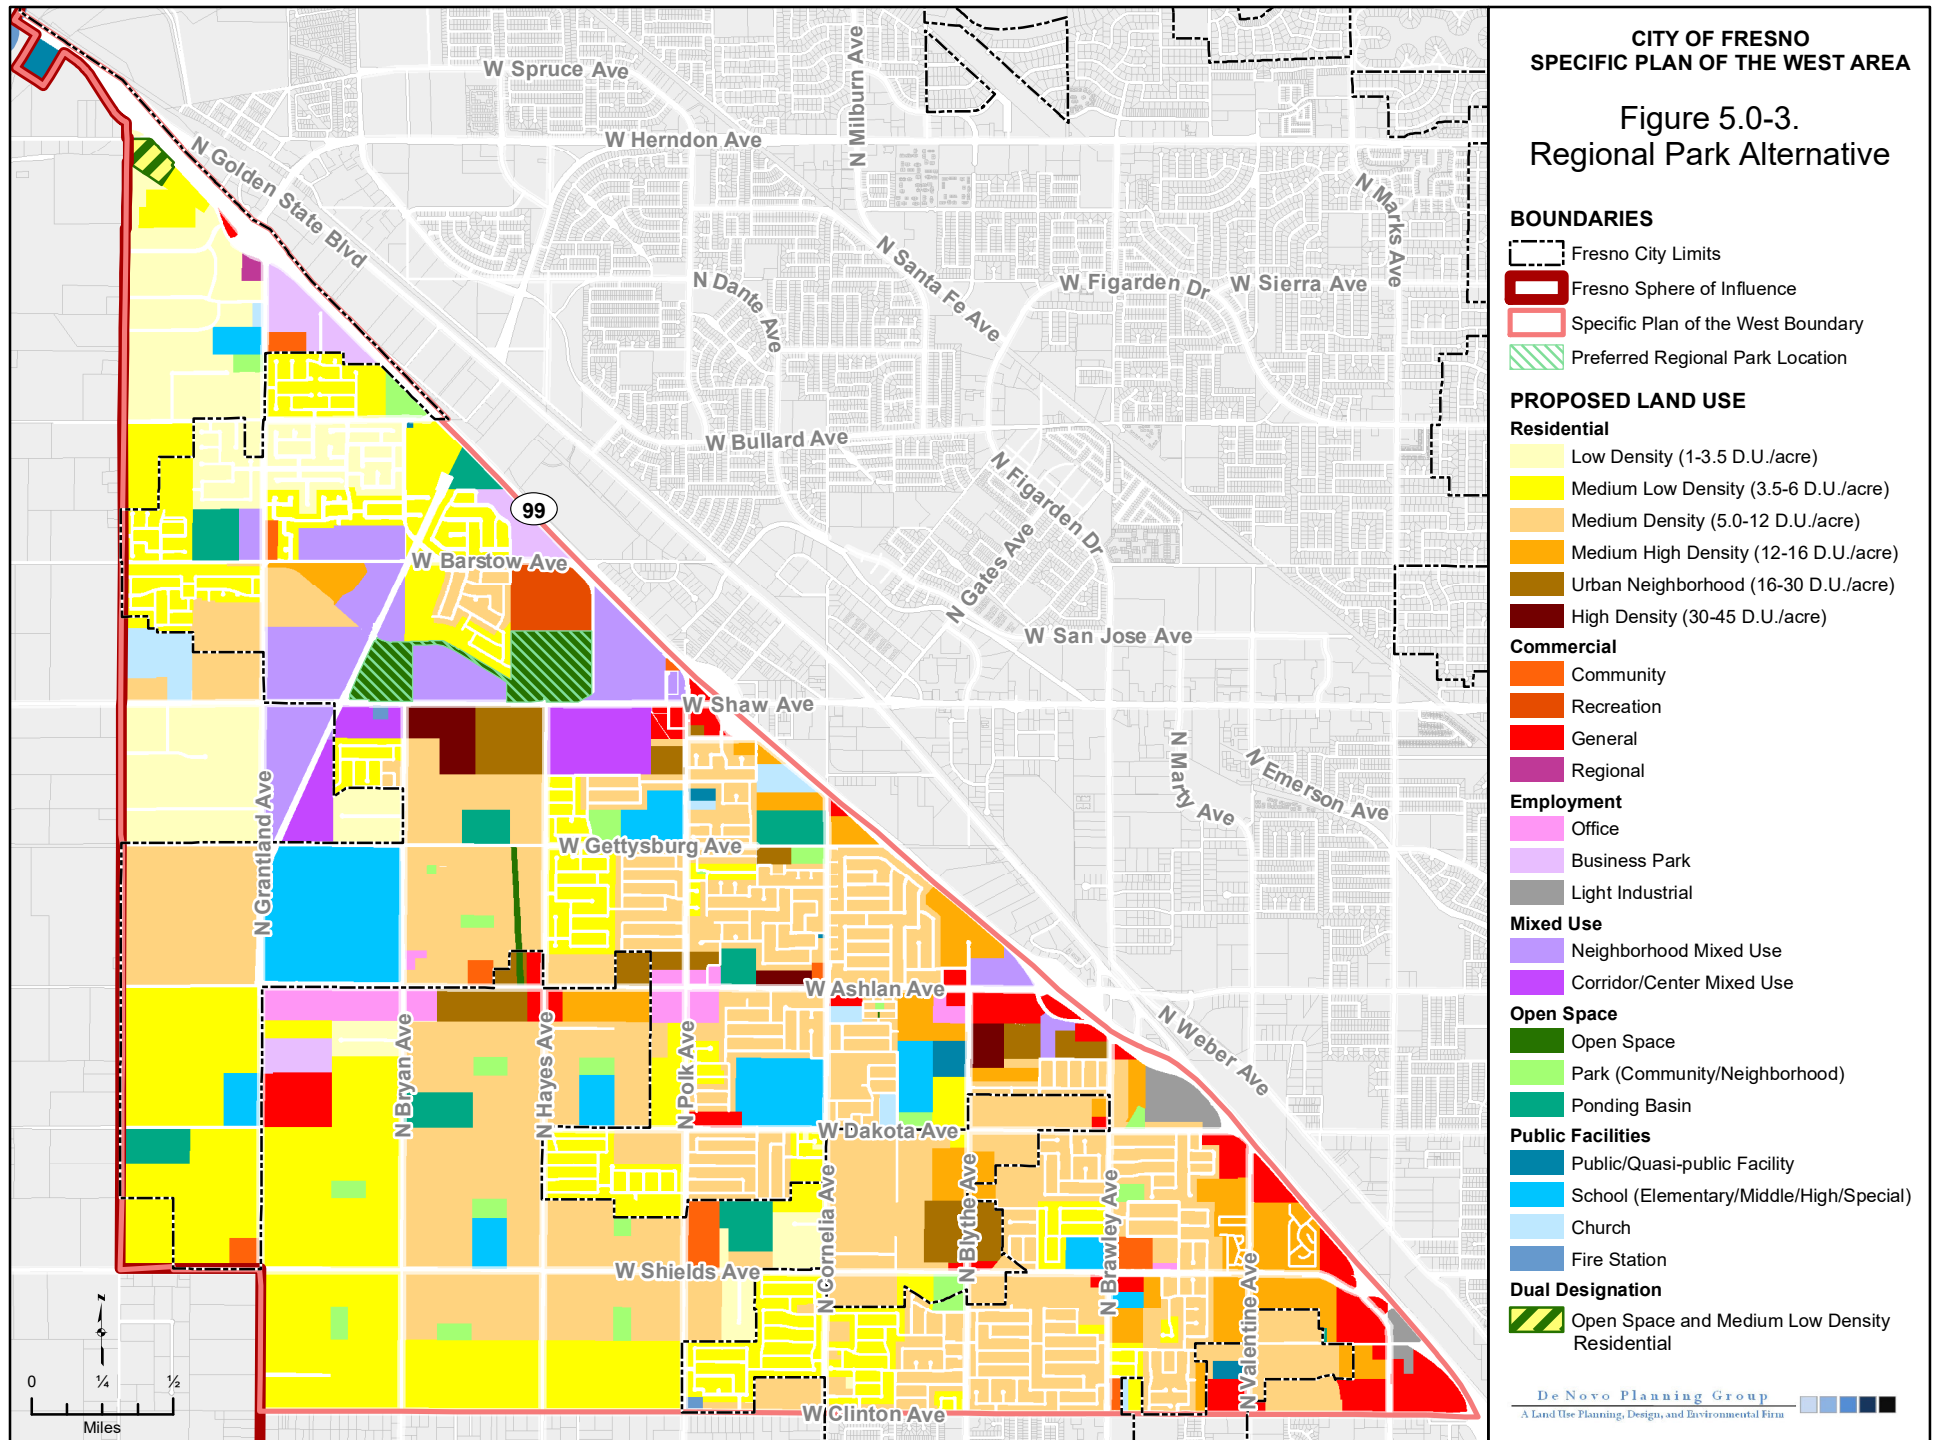 CITY OF FRESNO
SPECIFIC PLAN OF THE WEST AREA
Figure 5.0-3.
Regional Park Alternative
BOUNDARIES
Fresno City Limits
Fresno Sphere of Influence
Specific Plan of the West Boundary
Preferred Regional Park Location
PROPOSED LAND USE
Residential
Low Density (1-3.5 D.U./acre)
Medium Low Density (3.5-6 D.U./acre)
Medium Density (5.0-12 D.U./acre)
Medium High Density (12-16 D.U./acre)
Urban Neighborhood (16-30 D.U./acre)
High Density (30-45 D.U./acre)
Commercial
Community
Recreation
General
Regional
Employment
Office
Business Park
Light Industrial
Mixed Use
Neighborhood Mixed Use
Corridor/Center Mixed Use
Open Space
Open Space
Park (Community/Neighborhood)
Ponding Basin
Public Facilities
Public/Quasi-public Facility
School (Elementary/Middle/High/Special)
Church
Fire Station
Dual Designation
Open Space and Medium Low Density
Residential
De Novo Planning Group
A Land Use Planning, Design, and Environmental Firm
W Spruce Ave
N Milburn Ave
W Herndon Ave
N Golden State Blvd
N Marks Ave
N Santa Fe Ave
N Dante Ave
W Figarden Dr
W Sierra Ave
W Bullard Ave
N Figarden Dr
99
W Barstow Ave
N Gates Ave
W San Jose Ave
W Shaw Ave
N Marty Ave
N Emerson Ave
N Grantland Ave
W Gettysburg Ave
W Ashlan Ave
N Weber Ave
N Bryan Ave
N Hayes Ave
N Polk Ave
W Dakota Ave
N Cornelia Ave
N Blythe Ave
N Brawley Ave
N Valentine Ave
W Shields Ave
W Clinton Ave
z
0 ¼ ½
Miles